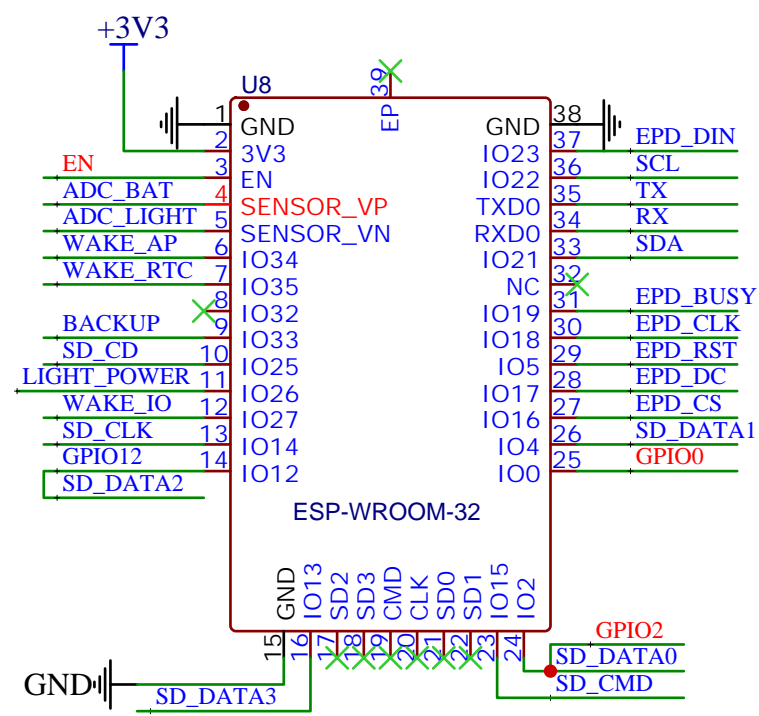 +3V3
U8
EP 39
1 GND
2 3V3
EN 3 EN
ADC_BAT 4 SENSOR_VP
ADC_LIGHT 5 SENSOR_VN
WAKE_AP 6 IO34
WAKE_RTC 7 IO35
8 IO32
BACKUP 9 IO33
SD_CD 10 IO25
LIGHT_POWER 11 IO26
WAKE_IO 12 IO27
SD_CLK 13 IO14
GPIO12 14 IO12
SD_DATA2
GND 38
IO23 37 EPD_DIN
IO22 36 SCL
TXD0 35 TX
RXD0 34 RX
IO21 33 SDA
NC 32
IO19 31 EPD_BUSY
IO18 30 EPD_CLK
IO5 29 EPD_RST
IO17 28 EPD_DC
IO16 27 EPD_CS
IO4 26 SD_DATA1
IO0 25 GPIO0
ESP-WROOM-32
GND 15
IO13 16
SD2 17
SD3 18
CMD 19
CLK 20
SD0 21
SD1 22
IO15 23
IO2 24
GPIO2
SD_DATA0
SD_CMD
GND
SD_DATA3